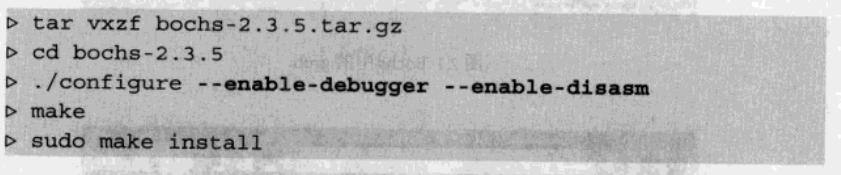 ▷ tar vxzf bochs-2.3.5.tar.gz
▷ cd bochs-2.3.5
▷ ./configure --enable-debugger --enable-disasm
▷ make
▷ sudo make install